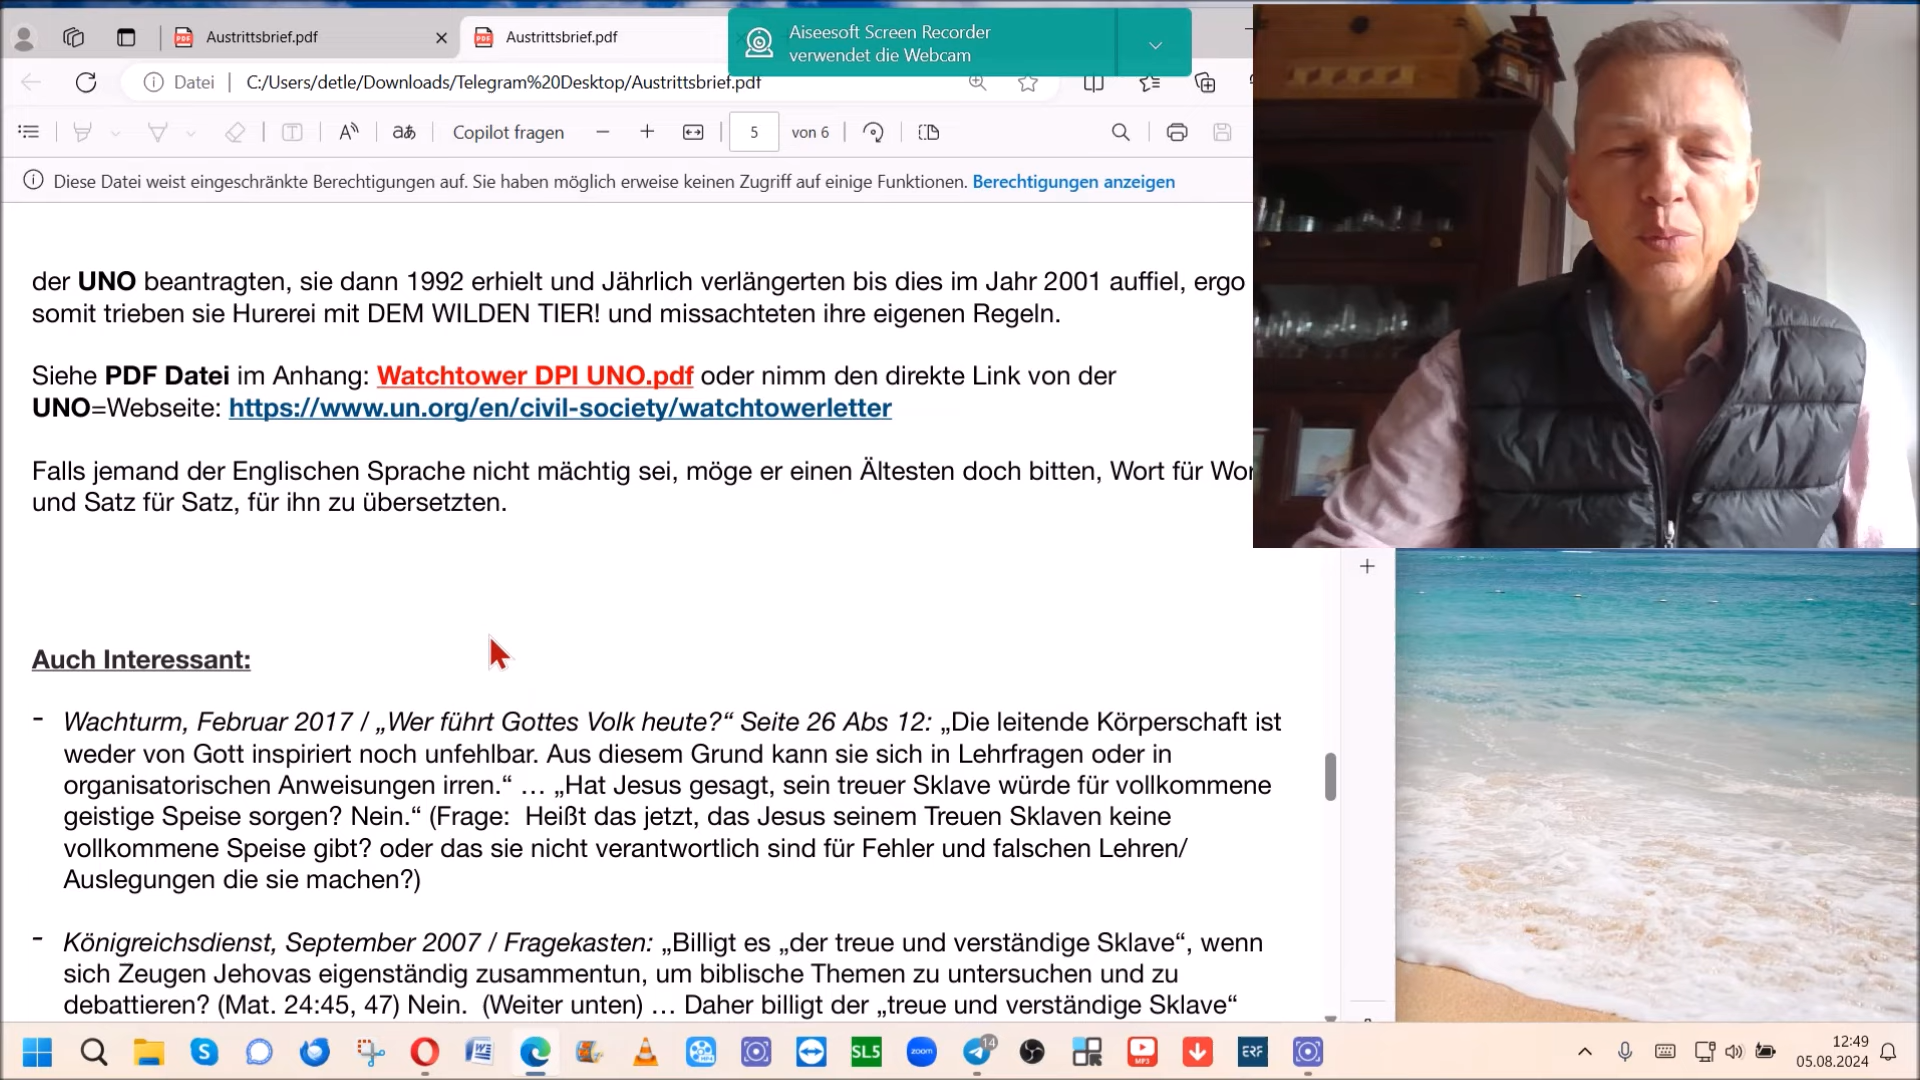 Austrittsbrief.pdf
Austrittsbrief.pdf
Aiseesoft Screen Recorder
verwendet die Webcam
Datei
C:/Users/detle/Downloads/Telegram%20Desktop/Austrittsbrief.pdf
Copilot fragen
5
von 6
Diese Datei weist eingeschränkte Berechtigungen auf. Sie haben möglich erweise keinen Zugriff auf einige Funktionen. Berechtigungen anzeigen
der UNO beantragten, sie dann 1992 erhielt und Jährlich verlängerten bis dies im Jahr 2001 auffiel, ergo
somit trieben sie Hurerei mit DEM WILDEN TIER! und missachteten ihre eigenen Regeln.
Siehe PDF Datei im Anhang: Watchtower DPI UNO.pdf oder nimm den direkte Link von der
UNO=Webseite: https://www.un.org/en/civil-society/watchtowerletter
Falls jemand der Englischen Sprache nicht mächtig sei, möge er einen Ältesten doch bitten, Wort für Wor
und Satz für Satz, für ihn zu übersetzten.
Auch Interessant:
- Wachturm, Februar 2017 / „Wer führt Gottes Volk heute?“ Seite 26 Abs 12: „Die leitende Körperschaft ist
weder von Gott inspiriert noch unfehlbar. Aus diesem Grund kann sie sich in Lehrfragen oder in
organisatorischen Anweisungen irren.“ … „Hat Jesus gesagt, sein treuer Sklave würde für vollkommene
geistige Speise sorgen? Nein.“ (Frage: Heißt das jetzt, das Jesus seinem Treuen Sklaven keine
vollkommene Speise gibt? oder das sie nicht verantwortlich sind für Fehler und falschen Lehren/
Auslegungen die sie machen?)
- Königreichsdienst, September 2007 / Fragekasten: „Billigt es „der treue und verständige Sklave“, wenn
sich Zeugen Jehovas eigenständig zusammentun, um biblische Themen zu untersuchen und zu
debattieren? (Mat. 24:45, 47) Nein. (Weiter unten) … Daher billigt der „treue und verständige Sklave“
SL5
zoom
14
MP3
ERF
12:49
05.08.2024